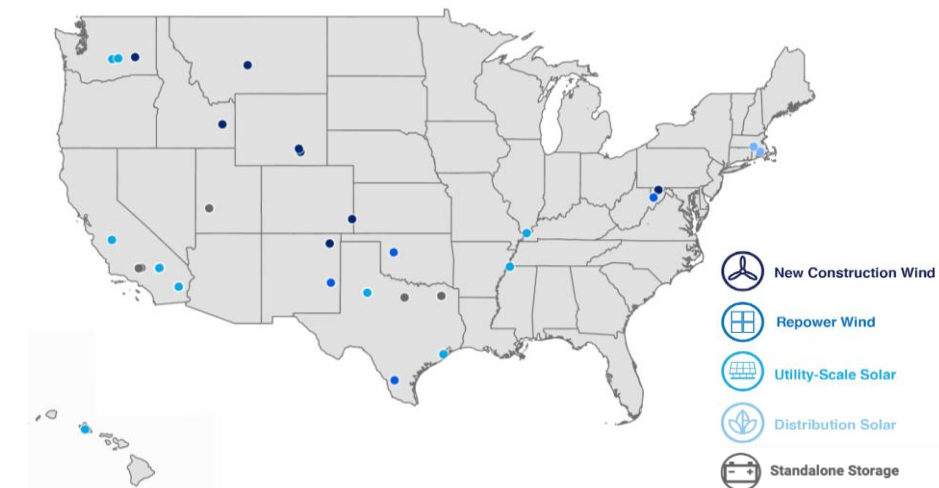 New Construction Wind
Repower Wind
Utility-Scale Solar
Distribution Solar
Standalone Storage